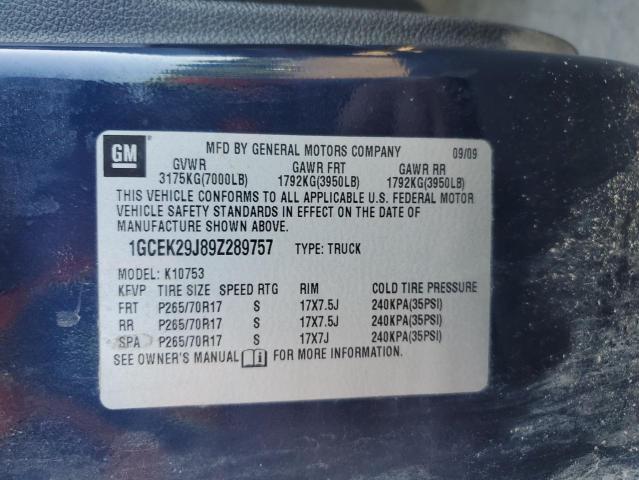 GM
MFD BY GENERAL MOTORS COMPANY 09/09
GVWR GAWR FRT GAWR RR
3175KG(7000LB) 1792KG(3950LB) 1792KG(3950LB)
THIS VEHICLE CONFORMS TO ALL APPLICABLE U.S. FEDERAL MOTOR
VEHICLE SAFETY STANDARDS IN EFFECT ON THE DATE OF
MANUFACTURE SHOWN ABOVE.
1GCEK29J89Z289757 TYPE: TRUCK
MODEL: K10753
KFVP TIRE SIZE SPEED RTG RIM COLD TIRE PRESSURE
FRT P265/70R17 S 17X7.5J 240KPA(35PSI)
RR P265/70R17 S 17X7.5J 240KPA(35PSI)
SPA P265/70R17 S 17X7J 240KPA(35PSI)
SEE OWNER'S MANUAL i FOR MORE INFORMATION.